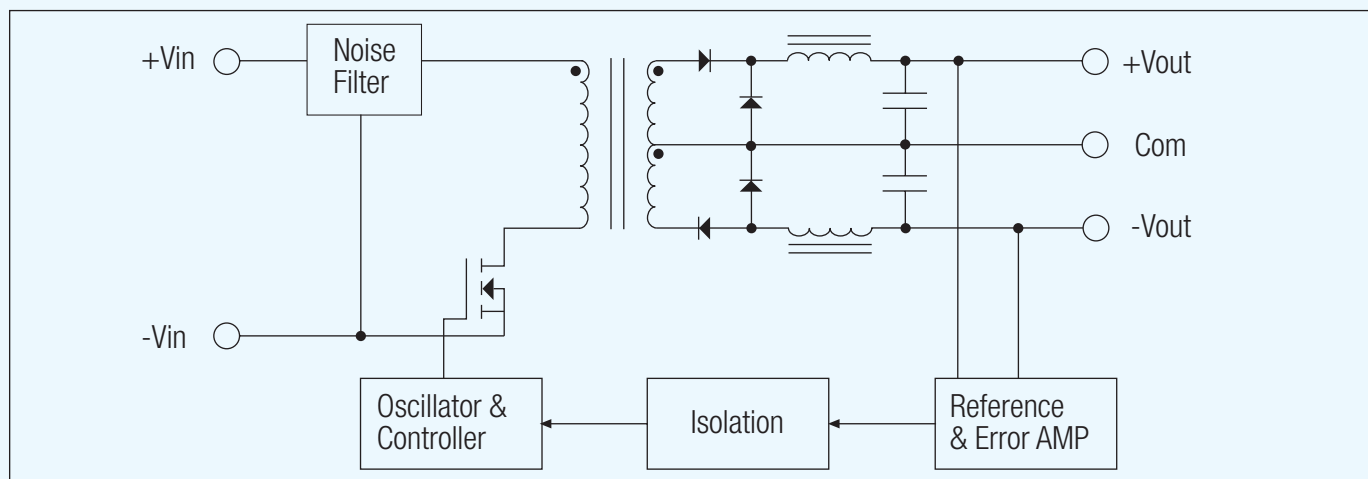 +Vin
Noise
Filter
+Vout
Com
-Vout
-Vin
Oscillator &
Controller
Isolation
Reference
& Error AMP